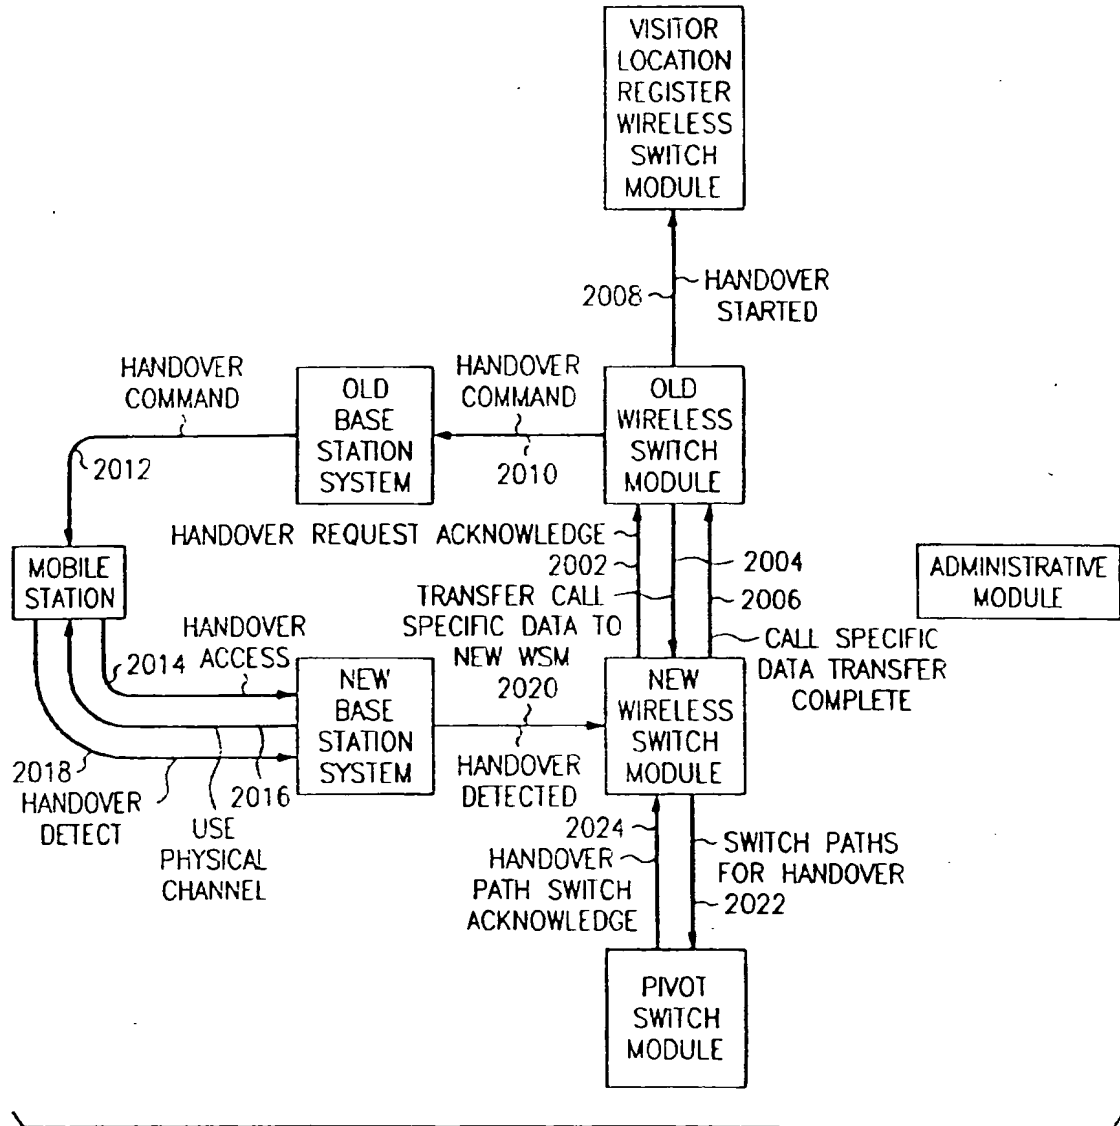 VISITOR
LOCATION
REGISTER
WIRELESS
SWITCH
MODULE
2008
HANDOVER
STARTED
HANDOVER
COMMAND
2012
OLD
BASE
STATION
SYSTEM
HANDOVER
COMMAND
2010
OLD
WIRELESS
SWITCH
MODULE
HANDOVER REQUEST ACKNOWLEDGE
2002
2004
2006
TRANSFER CALL
SPECIFIC DATA TO
NEW WSM
CALL SPECIFIC
DATA TRANSFER
COMPLETE
ADMINISTRATIVE
MODULE
MOBILE
STATION
HANDOVER
ACCESS
2014
2018
HANDOVER
DETECT
2016
USE
PHYSICAL
CHANNEL
NEW
BASE
STATION
SYSTEM
2020
HANDOVER
DETECTED
NEW
WIRELESS
SWITCH
MODULE
2024
HANDOVER
PATH SWITCH
ACKNOWLEDGE
SWITCH PATHS
FOR HANDOVER
2022
PIVOT
SWITCH
MODULE